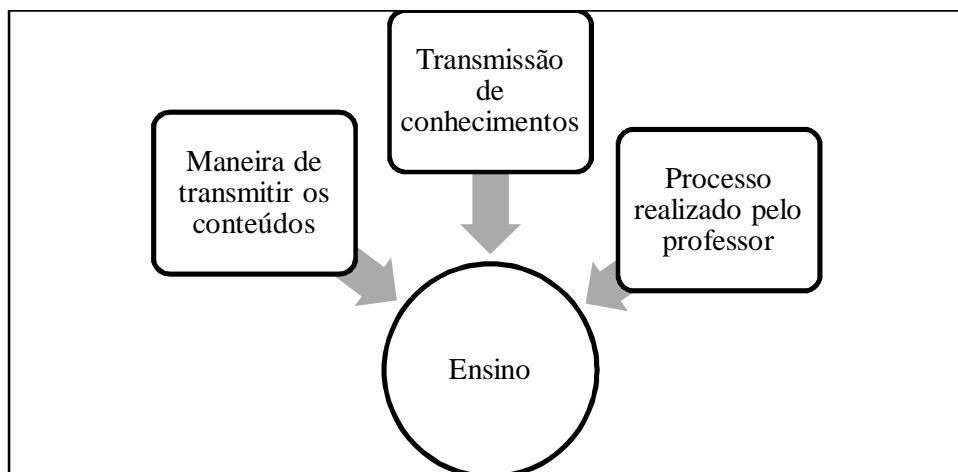 Transmissão
de
conhecimentos
Maneira de
transmitir os
conteúdos
Processo
realizado pelo
professor
Ensino